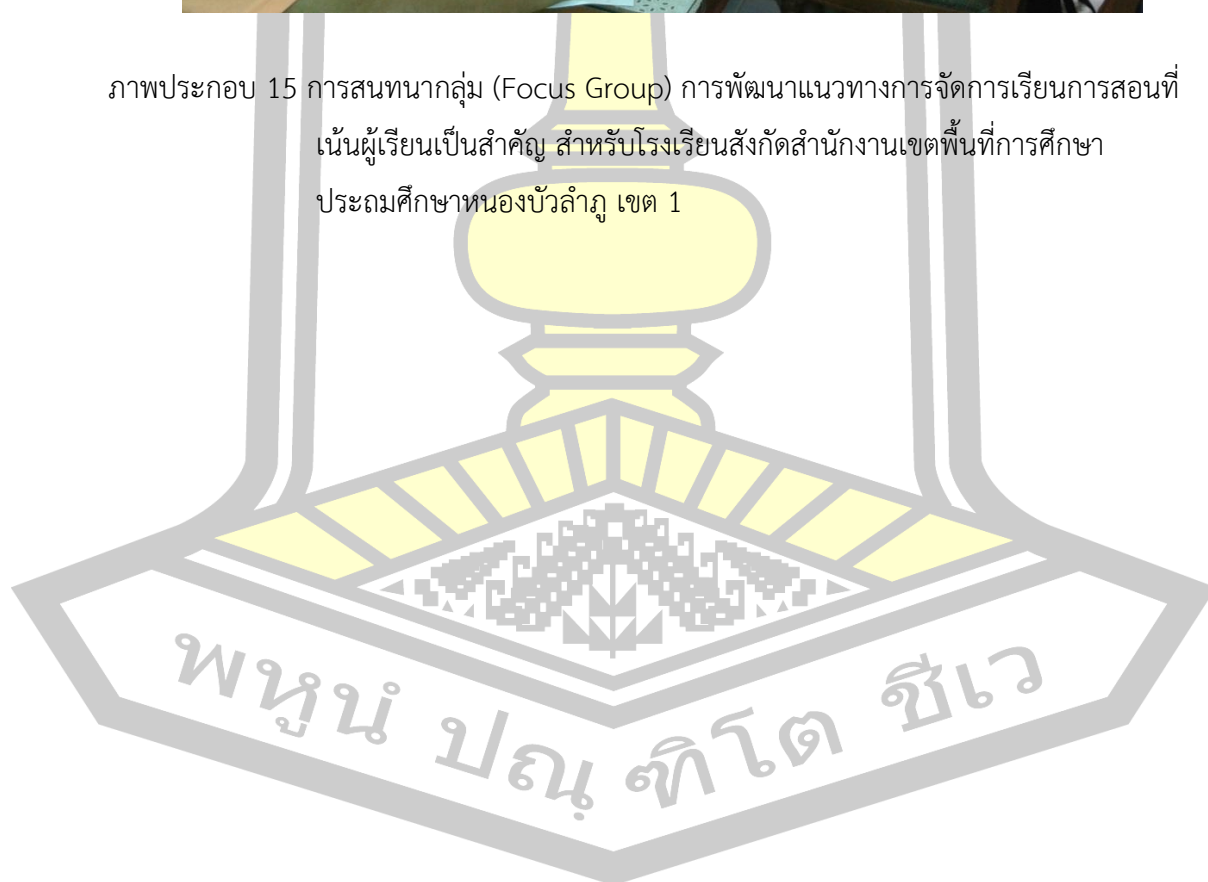 ภาพประกอบ 15 การสนทนากลุ่ม (Focus Group) การพัฒนาแนวทางการจัดการเรียนการสอนที่
เน้นผู้เรียนเป็นสำคัญ สำหรับโรงเรียนสังกัดสำนักงานเขตพื้นที่การศึกษา
ประถมศึกษาหนองบัวลำภู เขต 1
พหูนํ ปณฺฑิโต ชีเว